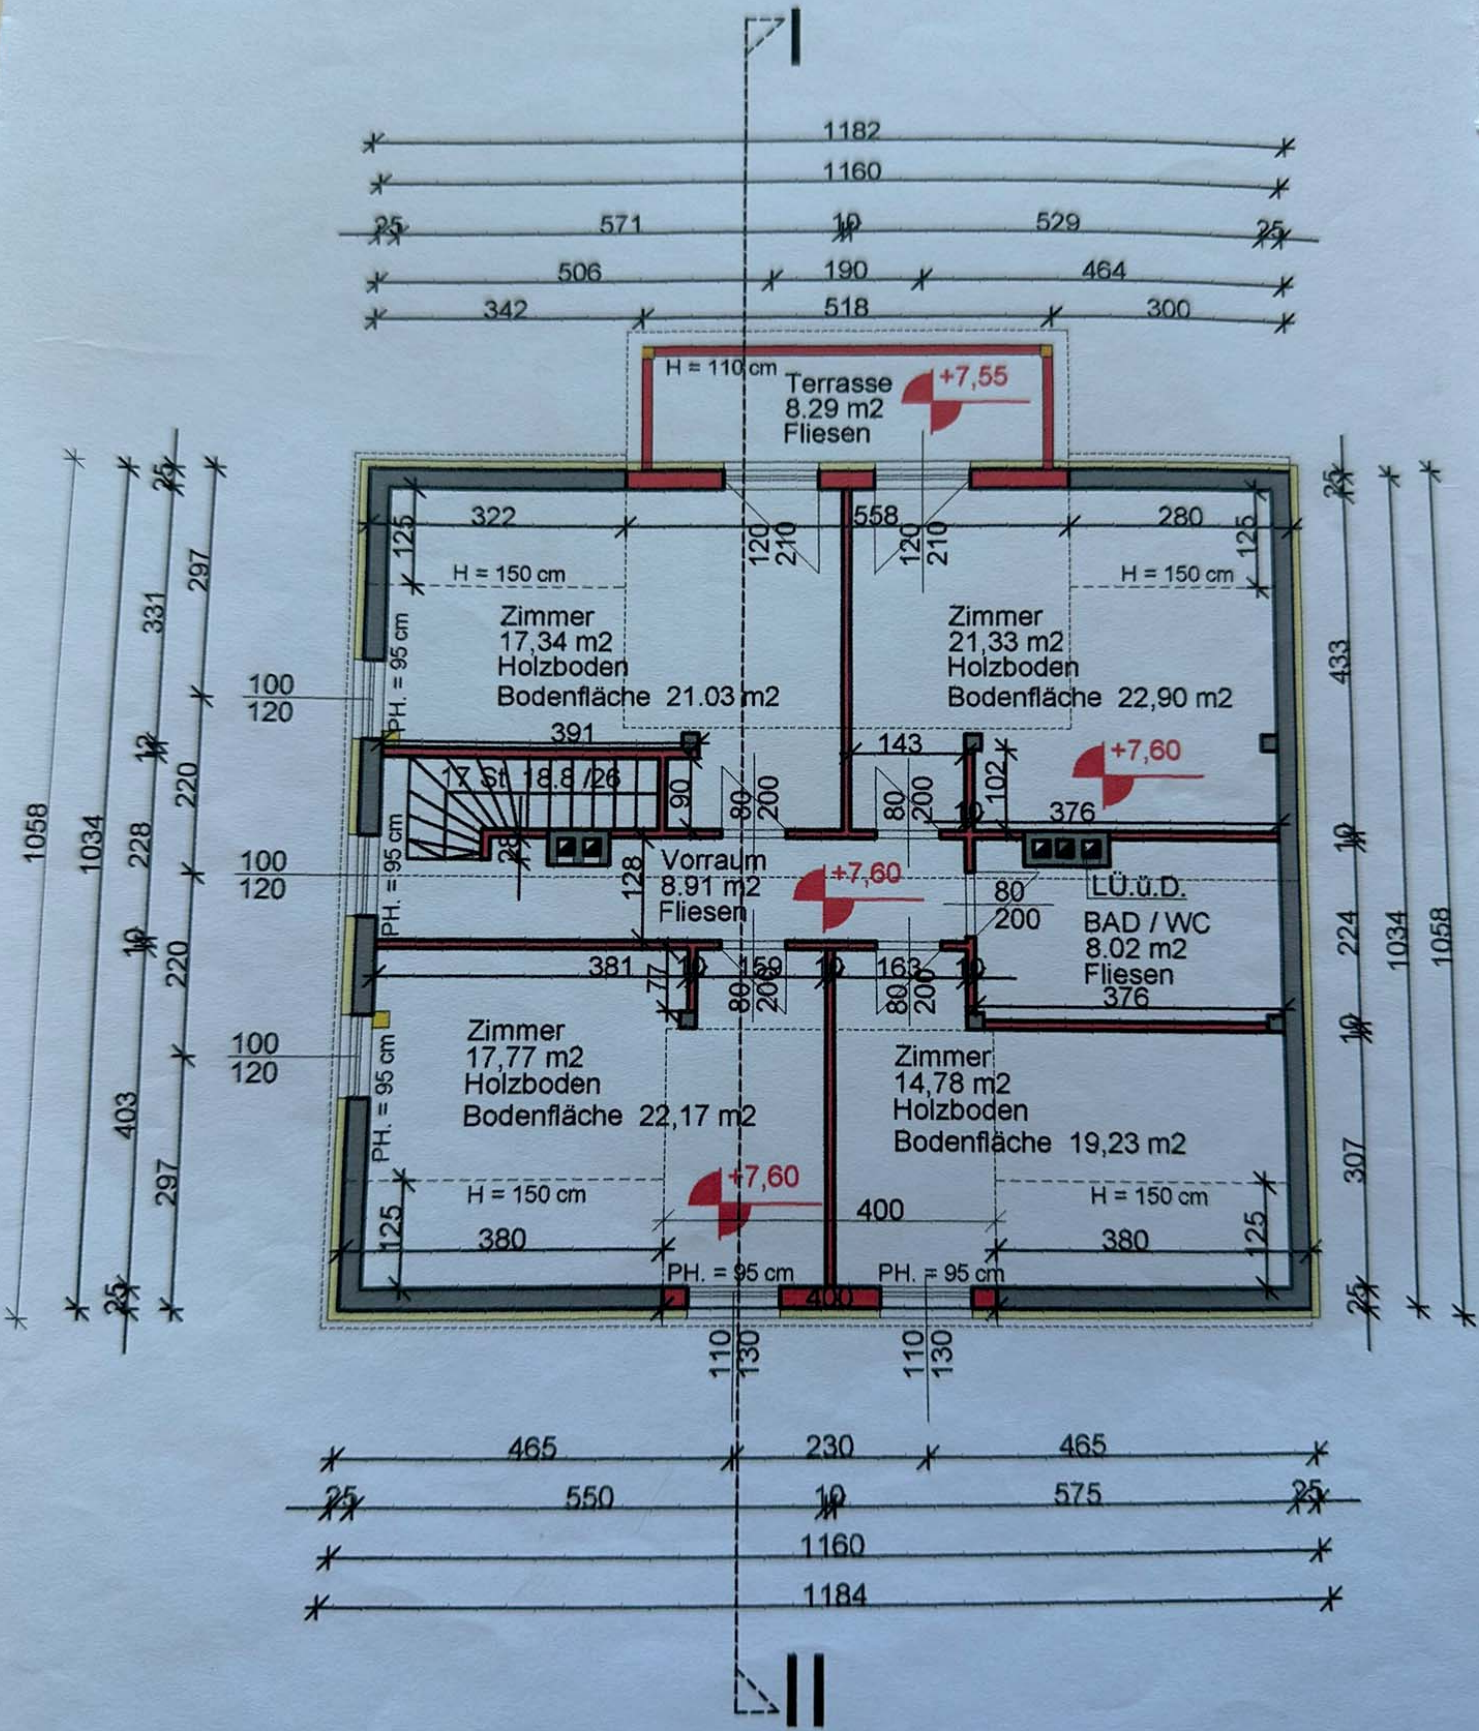 I
1182
1160
25 571 10 529 25
506 190 464
342 518 300
H = 110 cm
Terrasse
8.29 m2
Fliesen
+7,55
322 558 280
125
120
210
120
210
125
H = 150 cm
H = 150 cm
Zimmer
17,34 m2
Holzboden
Bodenfläche 21.03 m2
Zimmer
21,33 m2
Holzboden
Bodenfläche 22,90 m2
PH. = 95 cm
100
120
391
143
+7,60
17 St 18.8 /26
90
80
200
80
200
102
10
376
28
128
Vorraum
8.91 m2
Fliesen
+7,60
80
200
LÜ.ü.D.
BAD / WC
8.02 m2
Fliesen
376
PH. = 95 cm
100
120
381 10 159 10 163 10
77
80
200
80
200
100
120
PH. = 95 cm
Zimmer
17,77 m2
Holzboden
Bodenfläche 22,17 m2
Zimmer
14,78 m2
Holzboden
Bodenfläche 19,23 m2
+7,60
H = 150 cm
H = 150 cm
125
125
400
380
380
PH. = 95 cm
PH. = 95 cm
400
110
130
110
130
1058
1034
25
331
12
228
10
403
25
297
220
220
297
25
433
10
224
10
307
25
1034
1058
465 230 465
25 550 10 575 25
1160
1184
II